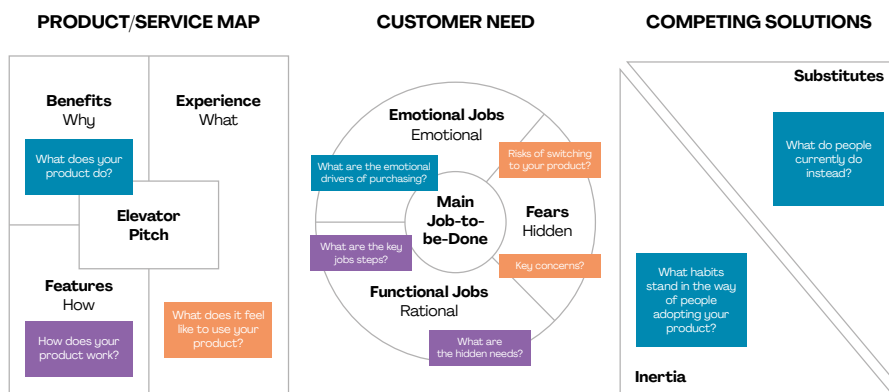 PRODUCT/SERVICE MAP
Benefits
Why
What does your
product do?
Experience
What
Elevator
Pitch
Features
How
How does your
product work?
What does it feel
like to use your
product?
CUSTOMER NEED
Emotional Jobs
Emotional
What are the emotional
drivers of purchasing?
Risks of switching
to your product?
Main
Job-to-
be-Done
Fears
Hidden
What are the key
jobs steps?
Key concerns?
Functional Jobs
Rational
What are
the hidden needs?
COMPETING SOLUTIONS
Substitutes
What do people
currently do
instead?
What habits
stand in the way
of people
adopting your
product?
Inertia